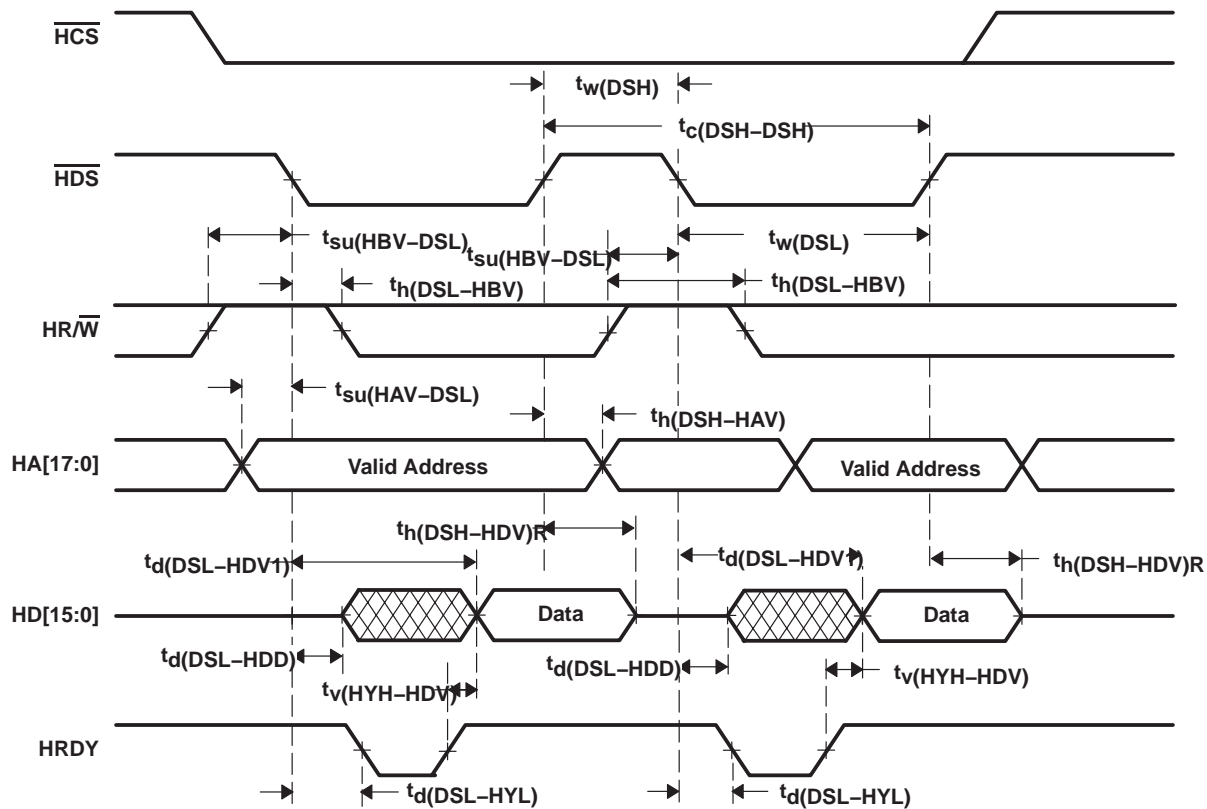 HCS
tw(DSH)
tc(DSH–DSH)
HDS
tsu(HBV–DSL)
tsu(HBV–DSL)
tw(DSL)
th(DSL–HBV)
th(DSL–HBV)
HR/W
tsu(HAV–DSL)
th(DSH–HAV)
HA[17:0]
Valid Address
Valid Address
th(DSH–HDV)R
td(DSL–HDV1)
td(DSL–HDV1)
th(DSH–HDV)R
HD[15:0]
Data
Data
td(DSL–HDD)
td(DSL–HDD)
tv(HYH–HDV)
tv(HYH–HDV)
HRDY
td(DSL–HYL)
td(DSL–HYL)